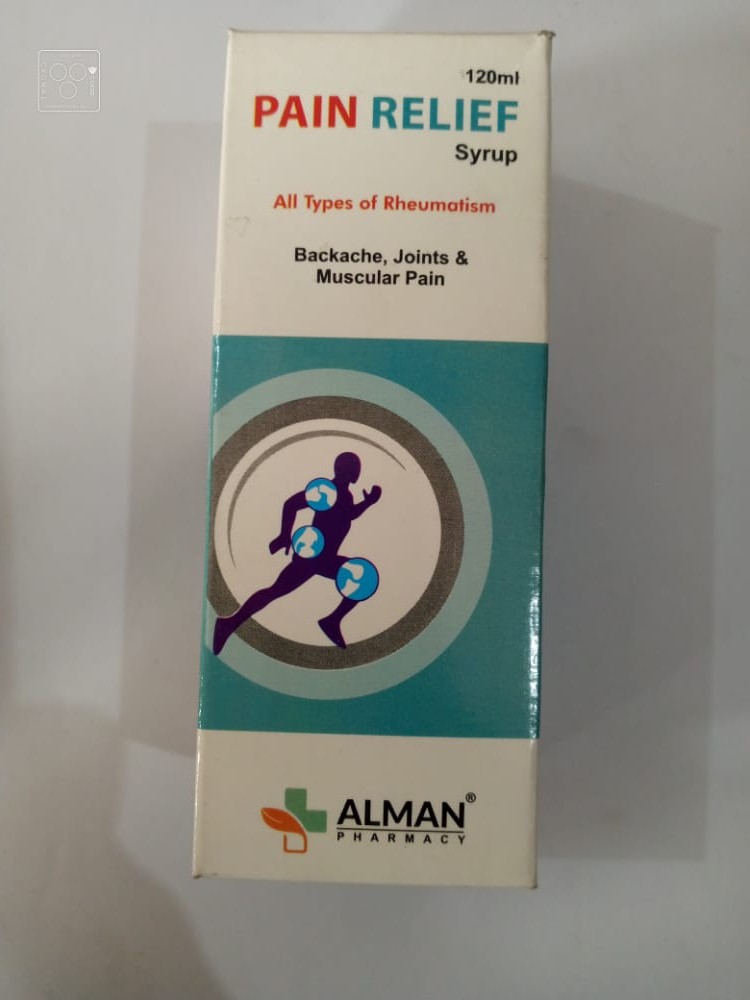 120ml
PAIN RELIEF
Syrup
All Types of Rheumatism
Backache, Joints &
Muscular Pain
ALMAN®
PHARMACY